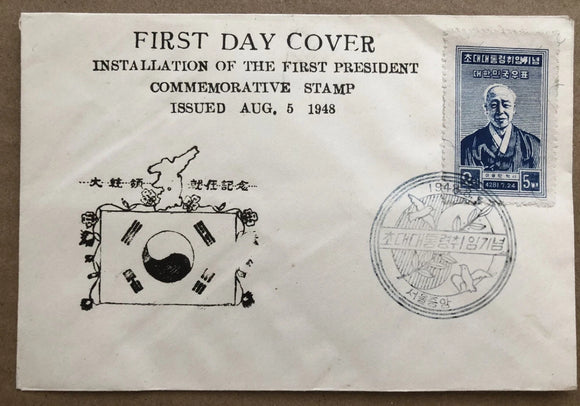 FIRST DAY COVER
INSTALLATION OF THE FIRST PRESIDENT
COMMEMORATIVE STAMP
ISSUED AUG. 5 1948
초대대통령취임기념
대한민국우표
4281.7.24
5
大韓領
就任記念
1948
초대대통령취임기념
서울중앙